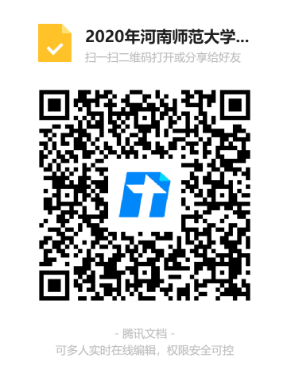 2020年河南师范大学...
扫一扫二维码打开或分享给好友
- 腾讯文档 -
可多人实时在线编辑，权限安全可控